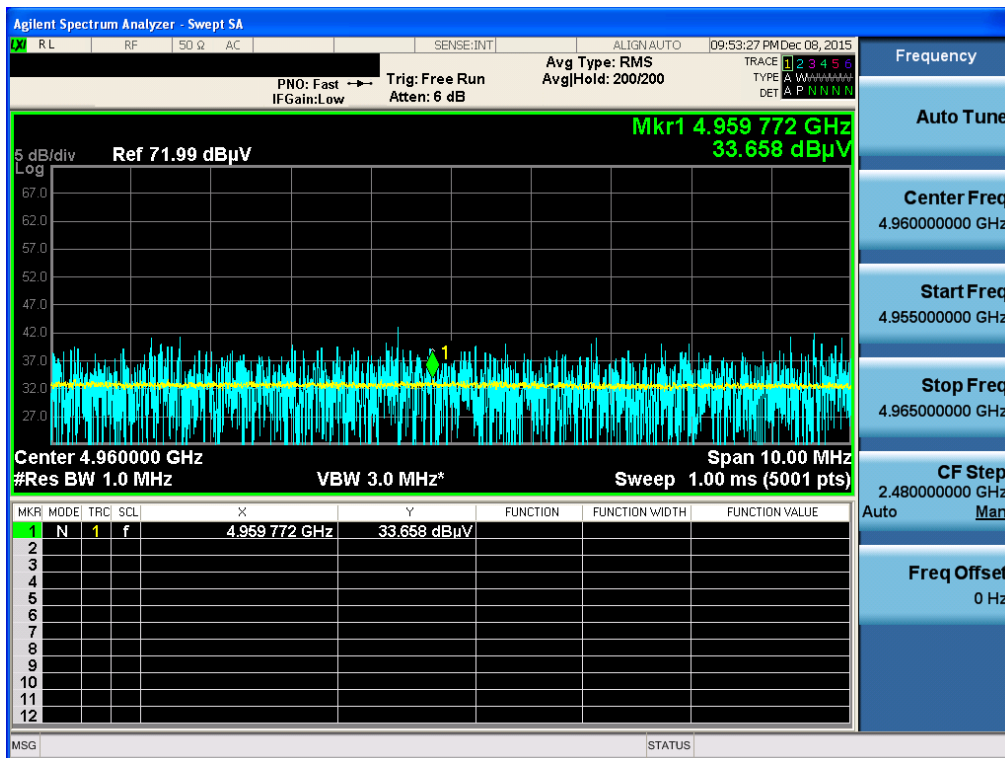 Agilent Spectrum Analyzer - Swept SA
LXI RL RF 50 Ω AC SENSE:INT ALIGN AUTO 09:53:27 PM Dec 08, 2015
PNO: Fast Trig: Free Run Avg Type: RMS TRACE 1 2 3 4 5 6
IFGain:Low Atten: 6 dB Avg|Hold: 200/200 TYPE A WWWWW
DET A P N N N N
Mkr1 4.959 772 GHz
33.658 dBµV
5 dB/div Ref 71.99 dBµV
Log
67.0
62.0
57.0
52.0
47.0
42.0
37.0
32.0
27.0
1
Center 4.960000 GHz Span 10.00 MHz
#Res BW 1.0 MHz VBW 3.0 MHz* Sweep 1.00 ms (5001 pts)
MKR MODE TRC SCL X Y FUNCTION FUNCTION WIDTH FUNCTION VALUE
1 N 1 f 4.959 772 GHz 33.658 dBµV
2
3
4
5
6
7
8
9
10
11
12
MSG STATUS
Frequency
Auto Tune
Center Freq
4.960000000 GHz
Start Freq
4.955000000 GHz
Stop Freq
4.965000000 GHz
CF Step
2.480000000 GHz
Auto Man
Freq Offset
0 Hz